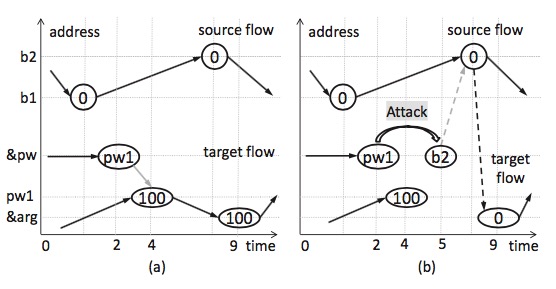 address
source flow
b2
0
b1
0
&pw
pw1
target flow
pw1
100
&arg
100
0
2
4
9
time
(a)
address
source flow
0
0
Attack
pw1
b2
target
flow
100
0
0
2
4
5
9
time
(b)